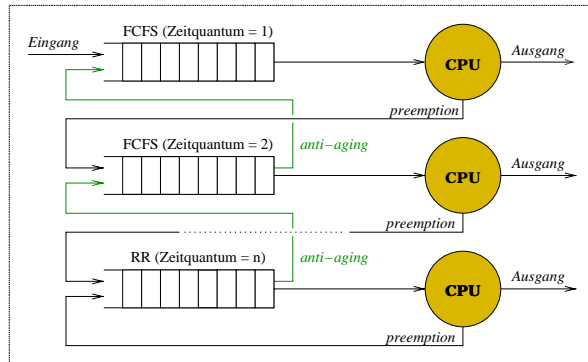 FCFS (Zeitquantum = 1)
Eingang
CPU
Ausgang
preemption
FCFS (Zeitquantum = 2)
anti-aging
CPU
Ausgang
preemption
RR (Zeitquantum = n)
anti-aging
CPU
Ausgang
preemption